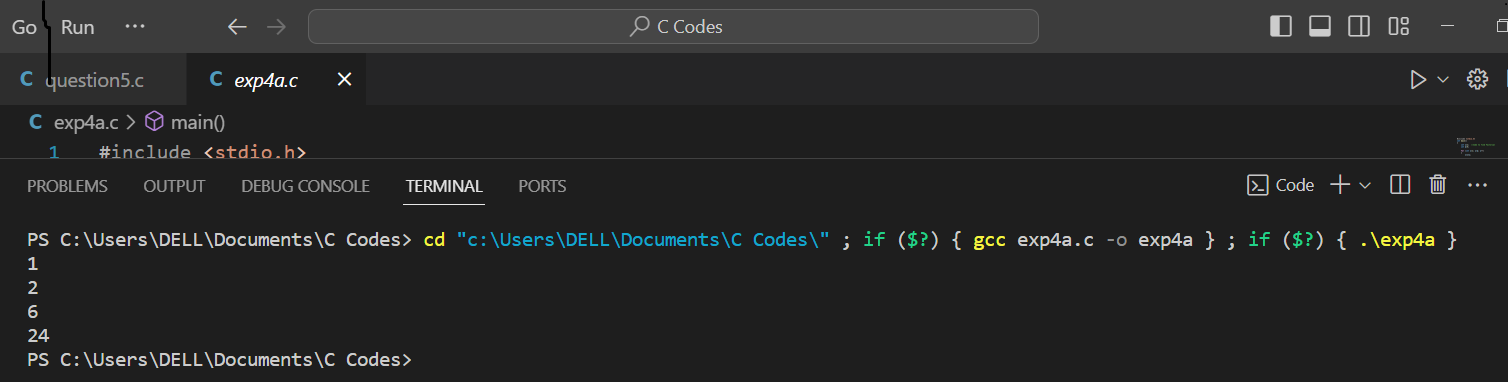 Go Run ··· C Codes
C question5.c C exp4a.c
C exp4a.c > main()
1 #include <stdio.h>
PROBLEMS OUTPUT DEBUG CONSOLE TERMINAL PORTS Code
PS C:\Users\DELL\Documents\C Codes> cd "c:\Users\DELL\Documents\C Codes\" ; if ($?) { gcc exp4a.c -o exp4a } ; if ($?) { .\exp4a }
1
2
6
24
PS C:\Users\DELL\Documents\C Codes>